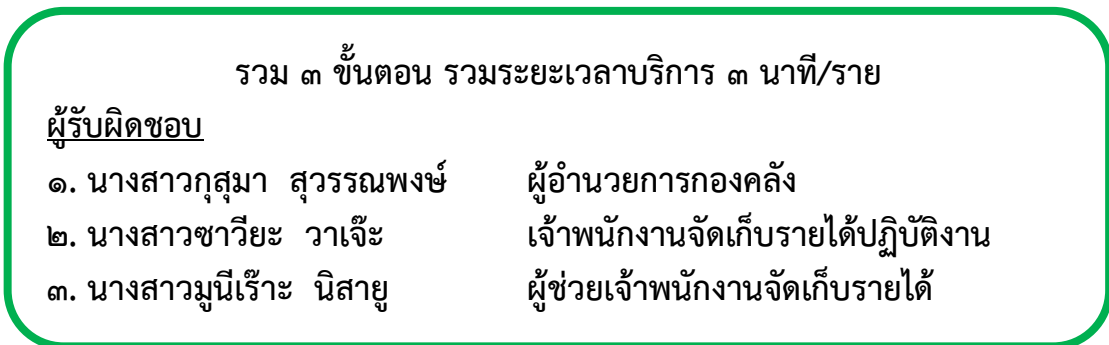 รวม ๓ ขั้นตอน รวมระยะเวลาบริการ ๓ นาที/ราย
ผู้รับผิดชอบ
๑. นางสาวกุสุมา สุวรรณพงษ์ ผู้อำนวยการกองคลัง
๒. นางสาวซาวียะ วาเจ๊ะ เจ้าพนักงานจัดเก็บรายได้ปฏิบัติงาน
๓. นางสาวมูนีเร๊าะ นิสายู ผู้ช่วยเจ้าพนักงานจัดเก็บรายได้